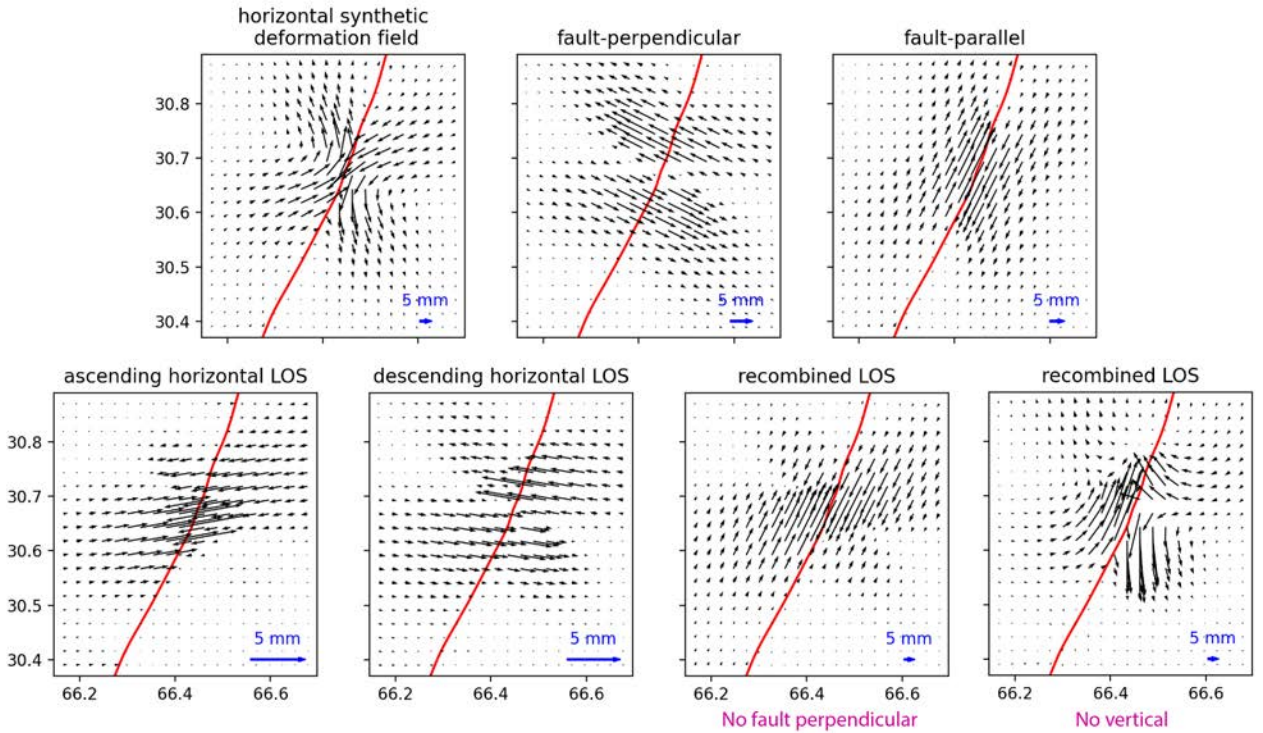 horizontal synthetic
deformation field
fault-perpendicular
fault-parallel
30.8
30.7
30.6
30.5
30.4
5 mm
5 mm
5 mm
ascending horizontal LOS
descending horizontal LOS
recombined LOS
recombined LOS
30.8
30.7
30.6
30.5
30.4
5 mm
5 mm
5 mm
5 mm
66.2 66.4 66.6
66.2 66.4 66.6
66.2 66.4 66.6
66.2 66.4 66.6
No fault perpendicular
No vertical